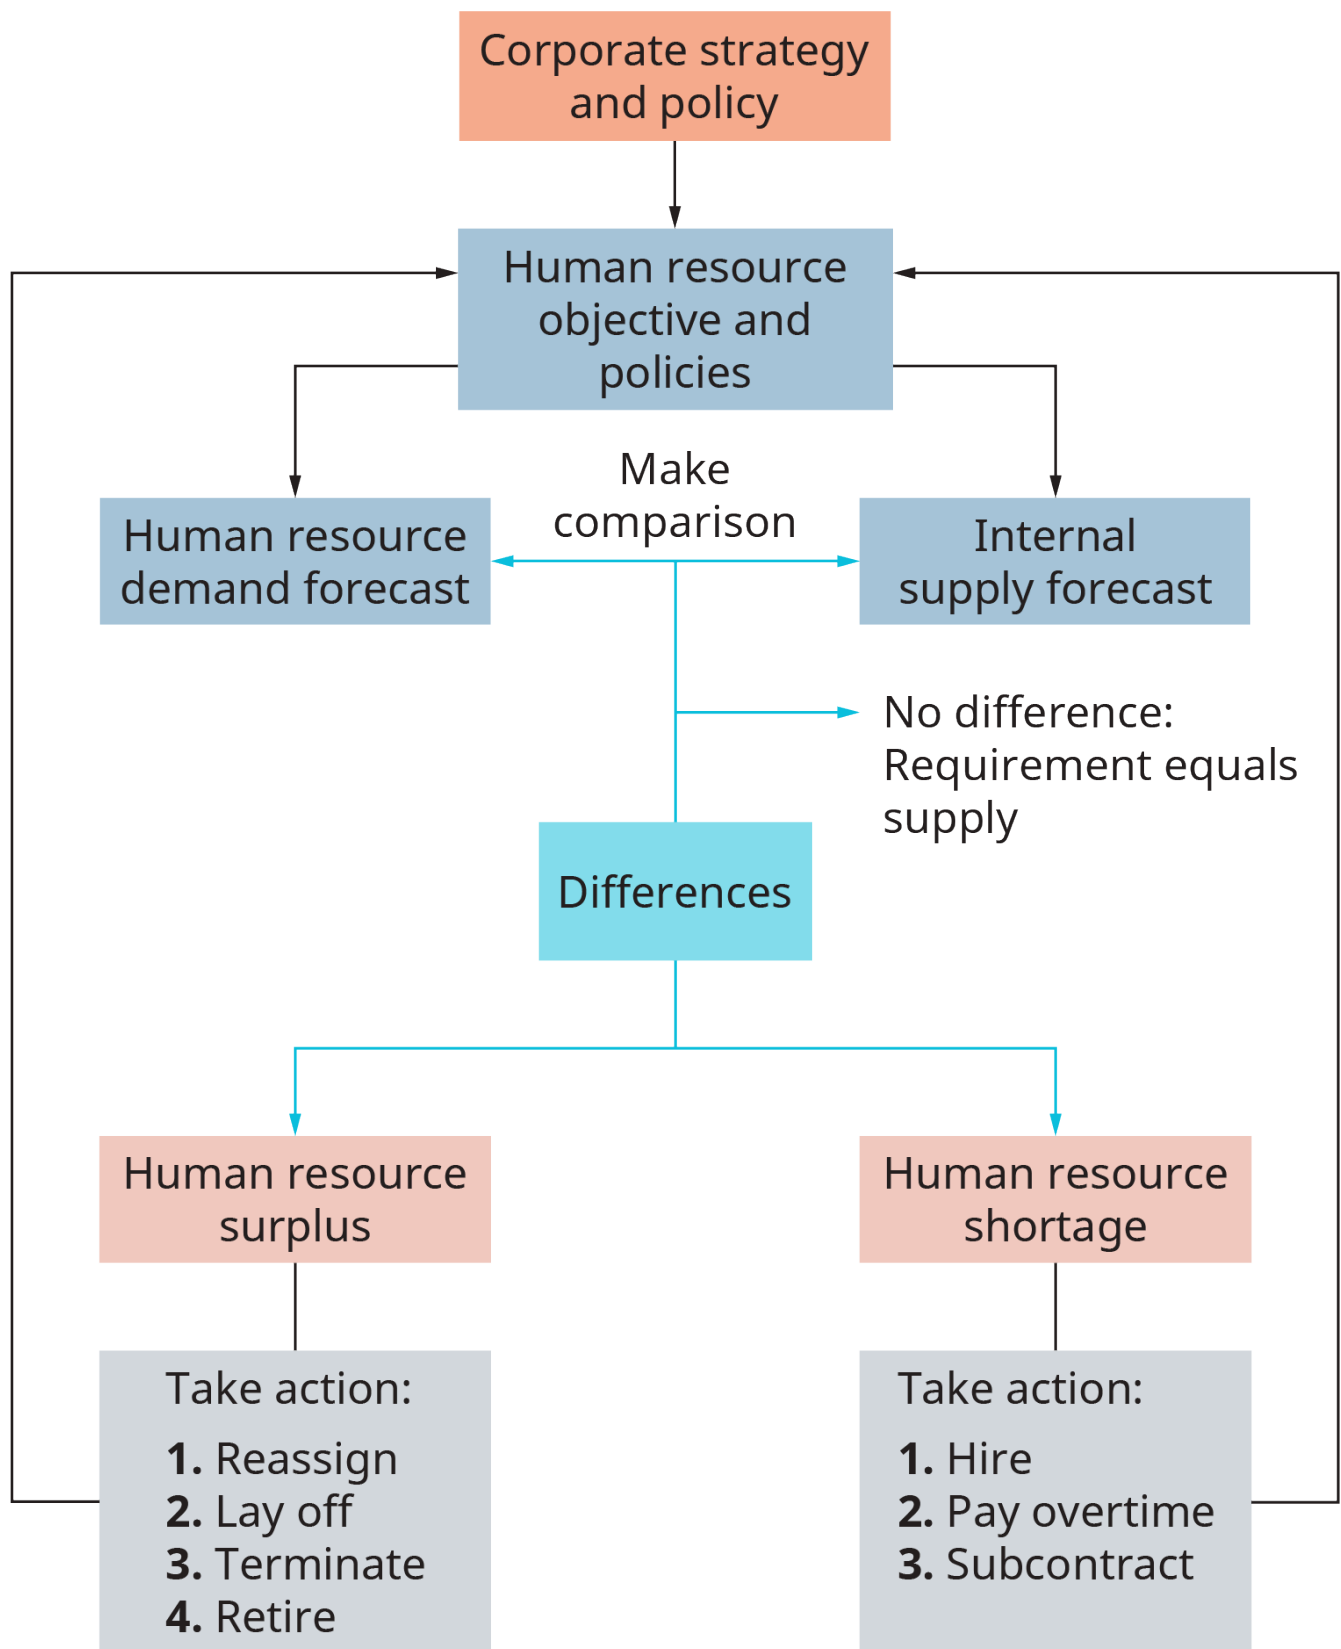 Corporate strategy
and policy
Human resource
objective and
policies
Make
comparison
Human resource
demand forecast
Internal
supply forecast
No difference:
Requirement equals
supply
Differences
Human resource
surplus
Human resource
shortage
Take action:
1. Reassign
2. Lay off
3. Terminate
4. Retire
Take action:
1. Hire
2. Pay overtime
3. Subcontract